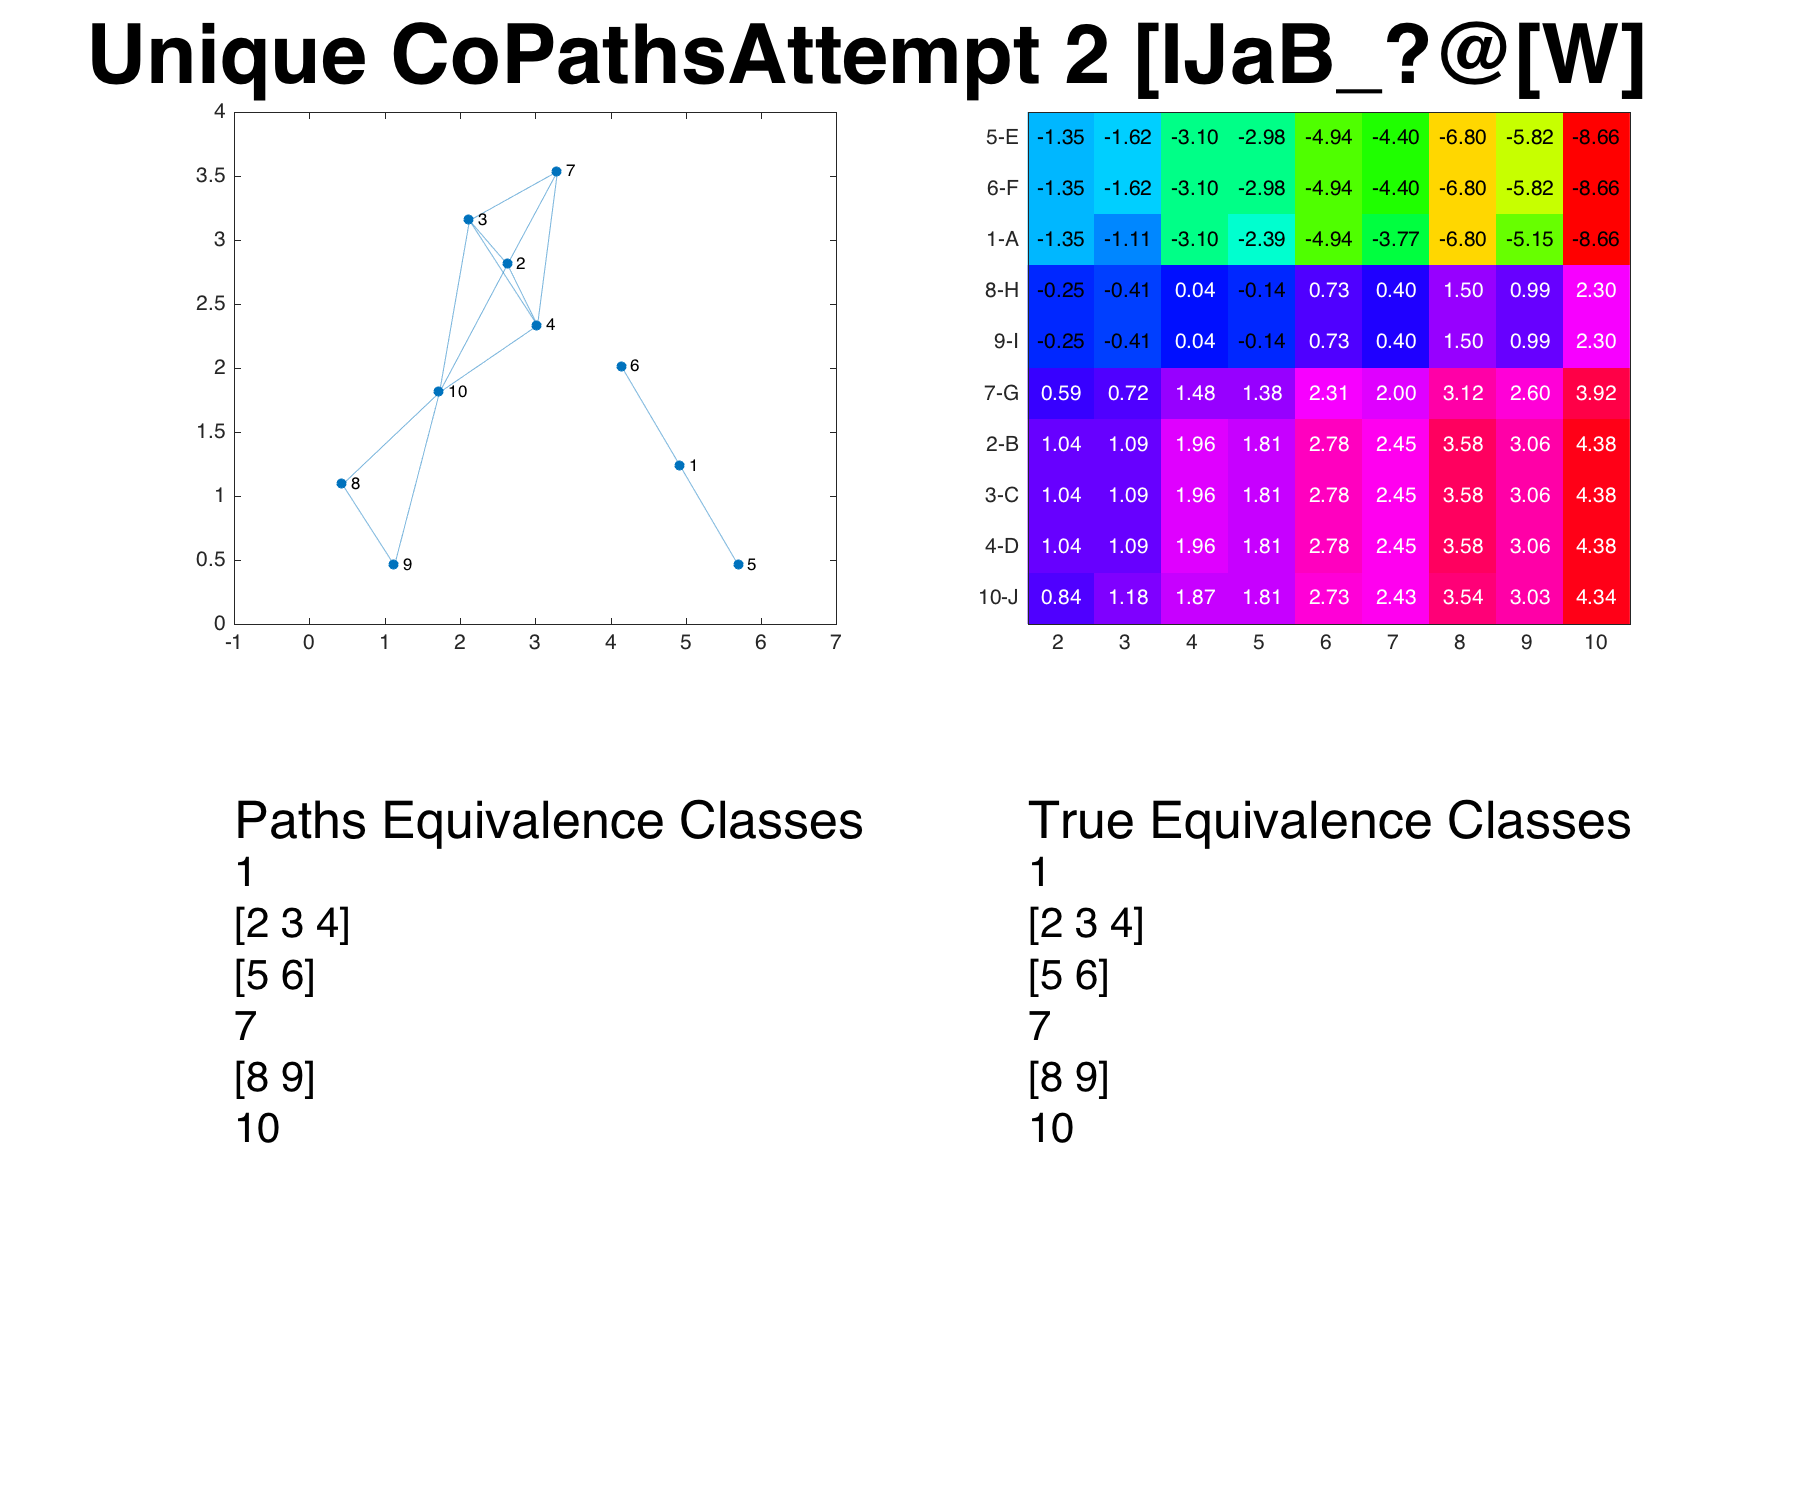 Unique CoPathsAttempt 2 [IJaB_?@[W]
4
3.5
3
2.5
2
1.5
1
0.5
0
-1 0 1 2 3 4 5 6 7
7
3
2
4
6
10
1
8
9
5
5-E -1.35 -1.62 -3.10 -2.98 -4.94 -4.40 -6.80 -5.82 -8.66
6-F -1.35 -1.62 -3.10 -2.98 -4.94 -4.40 -6.80 -5.82 -8.66
1-A -1.35 -1.11 -3.10 -2.39 -4.94 -3.77 -6.80 -5.15 -8.66
8-H -0.25 -0.41 0.04 -0.14 0.73 0.40 1.50 0.99 2.30
9-I -0.25 -0.41 0.04 -0.14 0.73 0.40 1.50 0.99 2.30
7-G 0.59 0.72 1.48 1.38 2.31 2.00 3.12 2.60 3.92
2-B 1.04 1.09 1.96 1.81 2.78 2.45 3.58 3.06 4.38
3-C 1.04 1.09 1.96 1.81 2.78 2.45 3.58 3.06 4.38
4-D 1.04 1.09 1.96 1.81 2.78 2.45 3.58 3.06 4.38
10-J 0.84 1.18 1.87 1.81 2.73 2.43 3.54 3.03 4.34
2 3 4 5 6 7 8 9 10
Paths Equivalence Classes
1
[2 3 4]
[5 6]
7
[8 9]
10
True Equivalence Classes
1
[2 3 4]
[5 6]
7
[8 9]
10